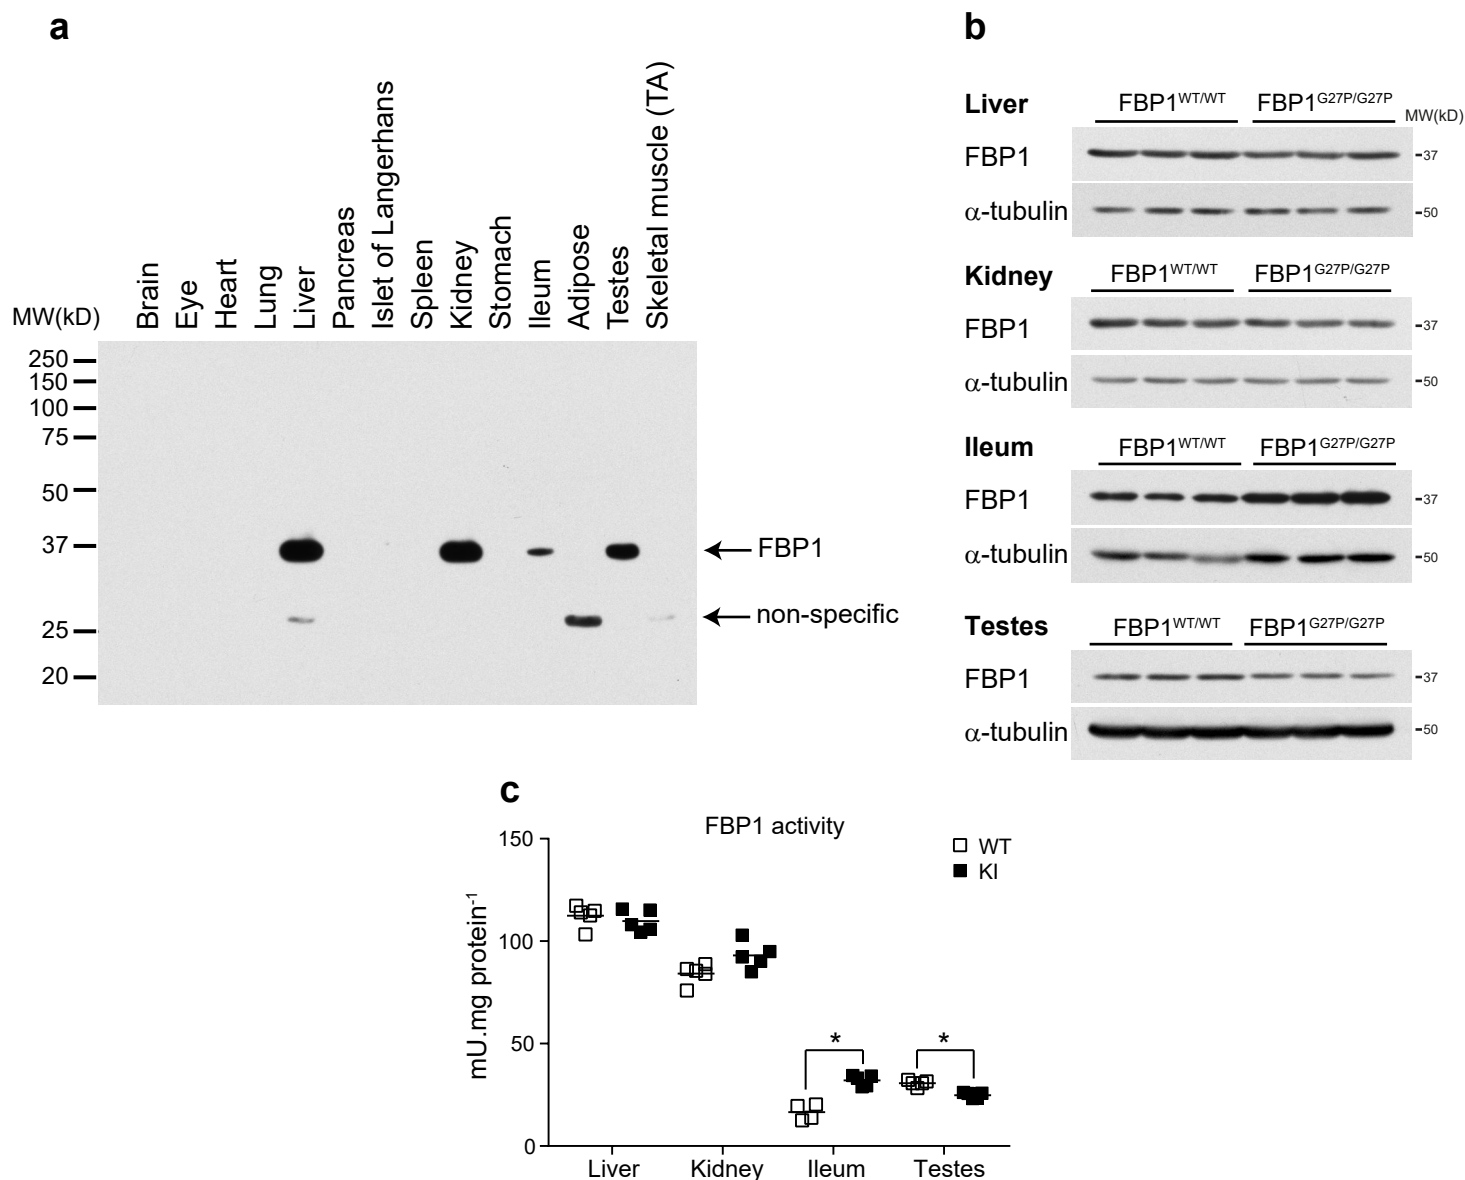 a
MW(kD)
Brain
Eye
Heart
Lung
Liver
Pancreas
Islet of Langerhans
Spleen
Kidney
Stomach
Ileum
Adipose
Testes
Skeletal muscle (TA)
250
150
100
75
50
37
25
20
FBP1
non-specific
b
Liver
FBP1WT/WT
FBP1G27P/G27P
MW(kD)
FBP1
-37
α-tubulin
-50
Kidney
FBP1WT/WT
FBP1G27P/G27P
FBP1
-37
α-tubulin
-50
Ileum
FBP1WT/WT
FBP1G27P/G27P
FBP1
-37
α-tubulin
-50
Testes
FBP1WT/WT
FBP1G27P/G27P
FBP1
-37
α-tubulin
-50
c
FBP1 activity
WT
KI
mU.mg protein-1
150
100
50
0
*
*
Liver
Kidney
Ileum
Testes